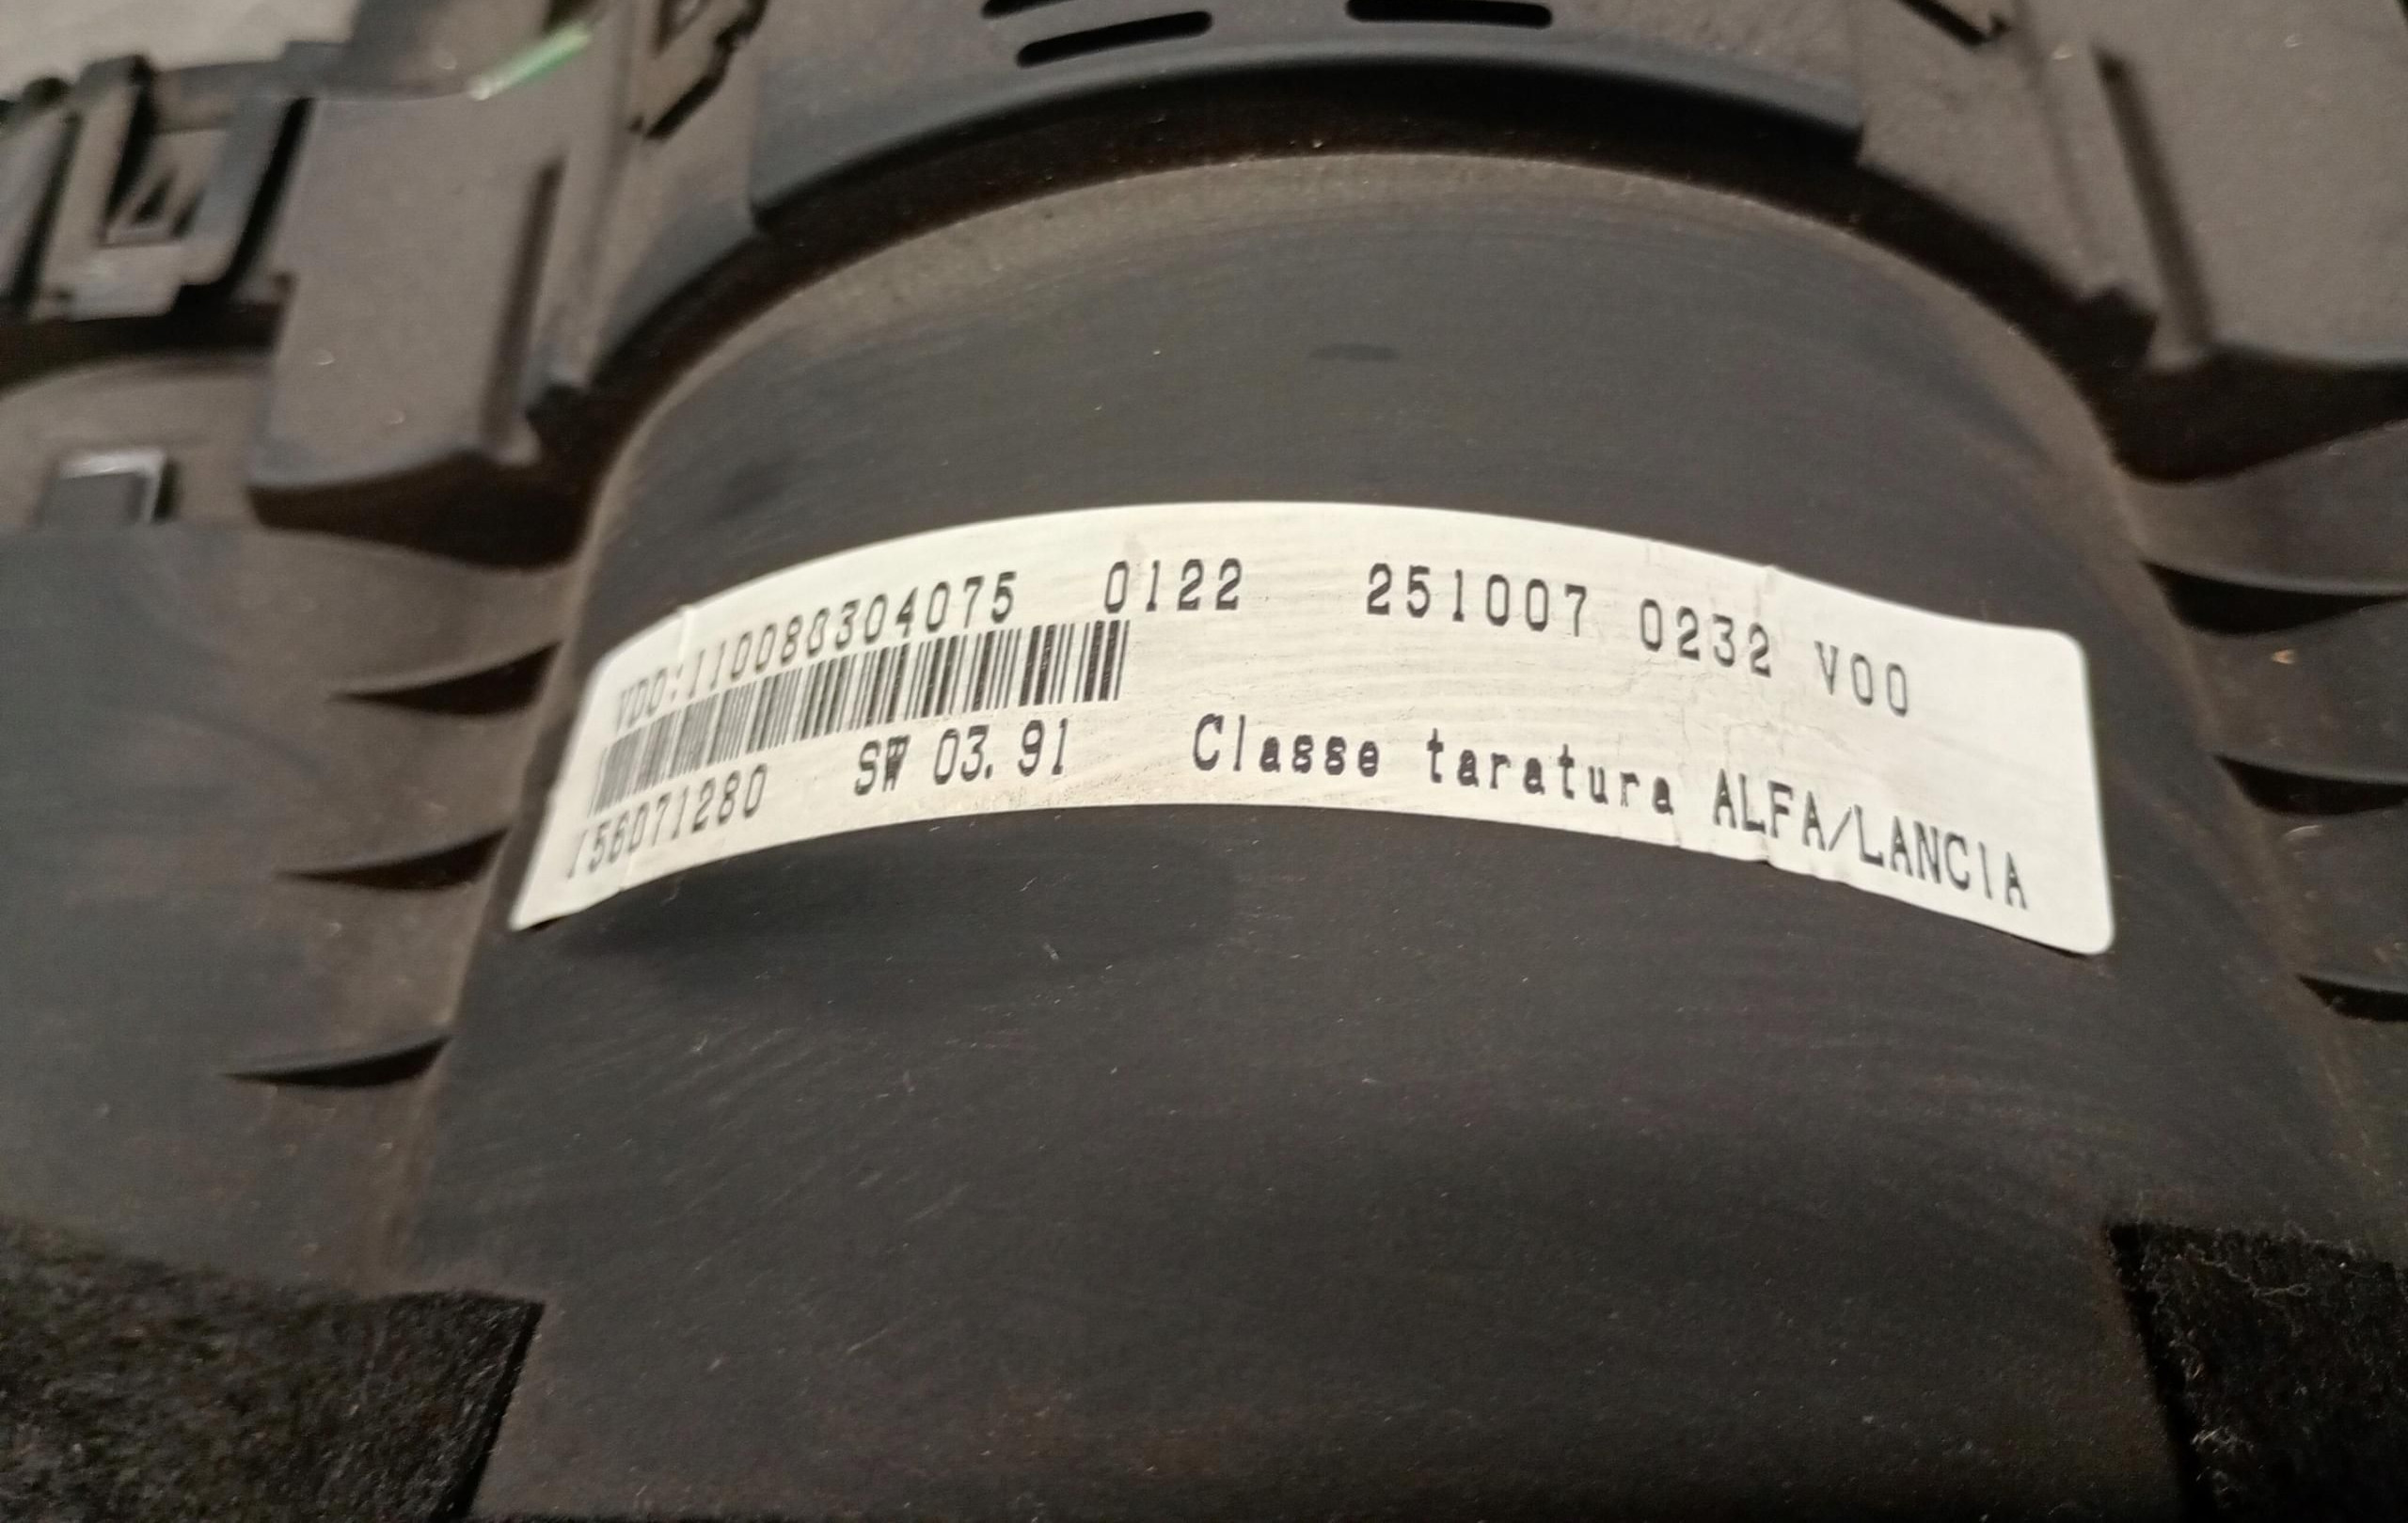 VDO:110080304075 0122 251007 0232 V00
156071280 SW 03.91 Classe taratura ALFA/LANCIA